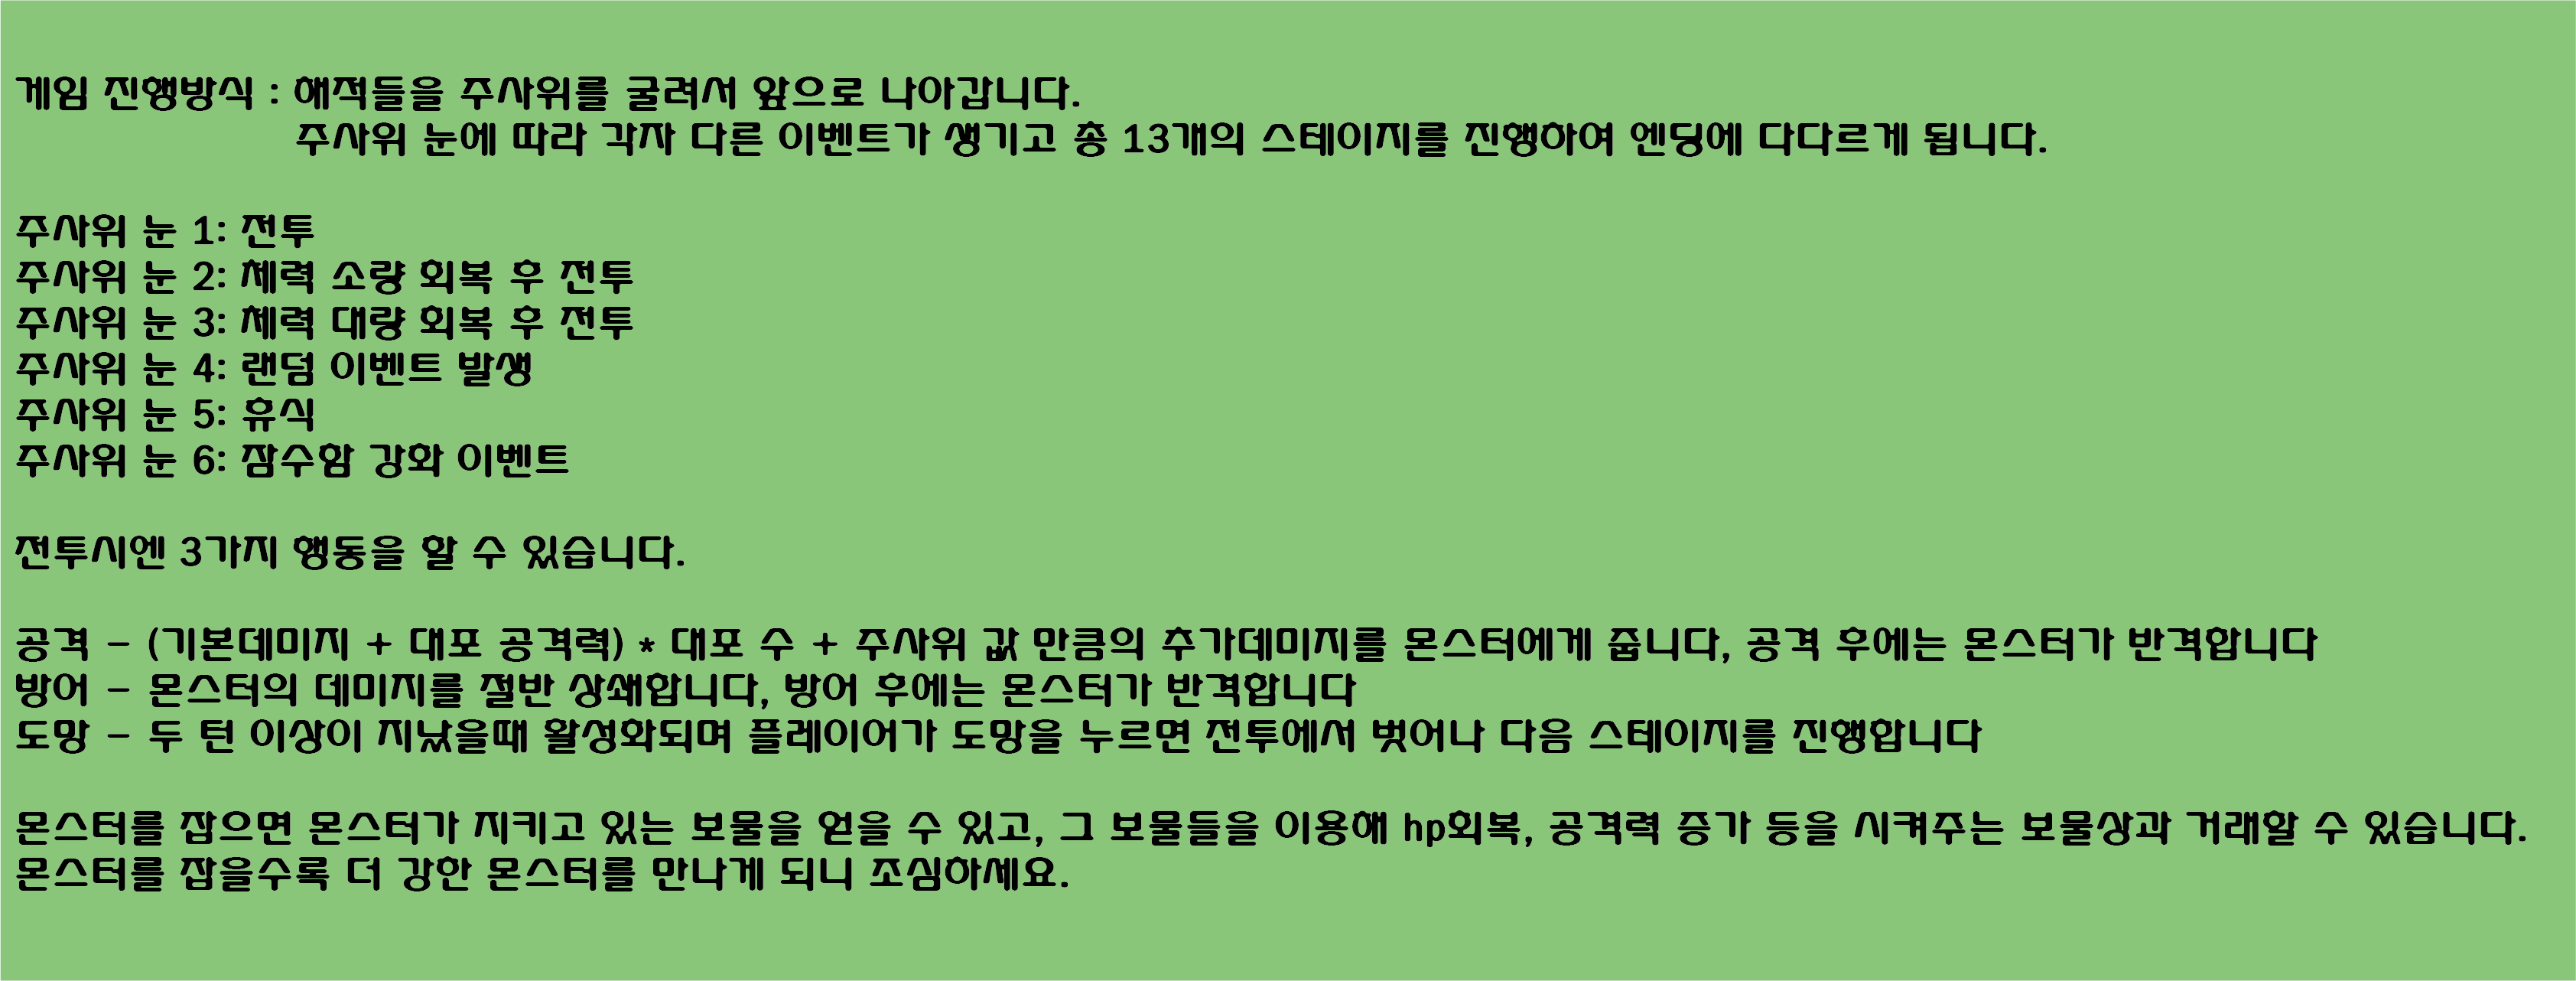 게임 진행방식 : 해적들을 주사위를 굴려서 앞으로 나아갑니다.
주사위 눈에 따라 각자 다른 이벤트가 생기고 총 13개의 스테이지를 진행하여 엔딩에 다다르게 됩니다.
주사위 눈 1: 전투
주사위 눈 2: 체력 소량 회복 후 전투
주사위 눈 3: 체력 대량 회복 후 전투
주사위 눈 4: 랜덤 이벤트 발생
주사위 눈 5: 휴식
주사위 눈 6: 잠수함 강화 이벤트
전투시엔 3가지 행동을 할 수 있습니다.
공격 - (기본데미지 + 대포 공격력) * 대포 수 + 주사위 값 만큼의 추가데미지를 몬스터에게 줍니다, 공격 후에는 몬스터가 반격합니다
방어 - 몬스터의 데미지를 절반 상쇄합니다, 방어 후에는 몬스터가 반격합니다
도망 - 두 턴 이상이 지났을때 활성화되며 플레이어가 도망을 누르면 전투에서 벗어나 다음 스테이지를 진행합니다
몬스터를 잡으면 몬스터가 지키고 있는 보물을 얻을 수 있고, 그 보물들을 이용해 hp회복, 공격력 증가 등을 시켜주는 보물상과 거래할 수 있습니다.
몬스터를 잡을수록 더 강한 몬스터를 만나게 되니 조심하세요.